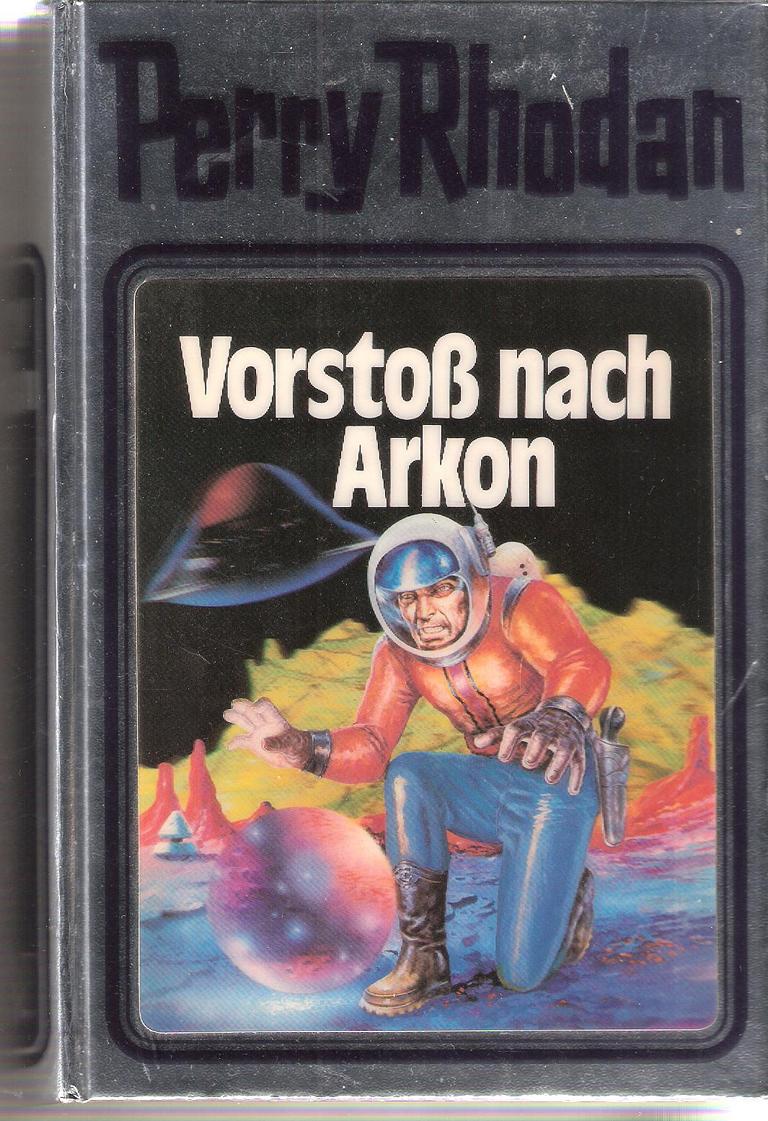 Perry Rhodan
Vorstoß nach
Arkon